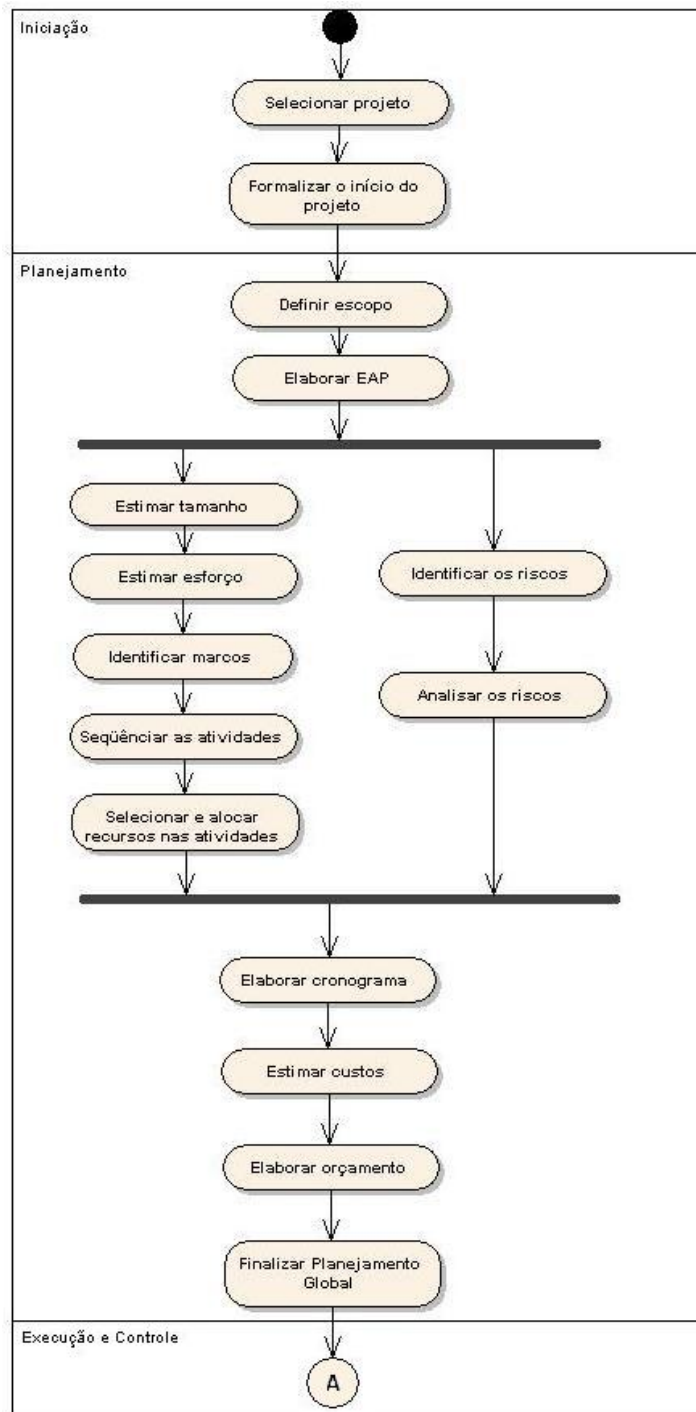 Iniciação
Selecionar projeto
Formalizar o início do
projeto
Planejamento
Definir escopo
Elaborar EAP
Estimar tamanho
Estimar esforço
Identificar marcos
Seqüênciar as atividades
Selecionar e alocar
recursos nas atividades
Identificar os riscos
Analisar os riscos
Elaborar cronograma
Estimar custos
Elaborar orçamento
Finalizar Planejamento
Global
Execução e Controle
A